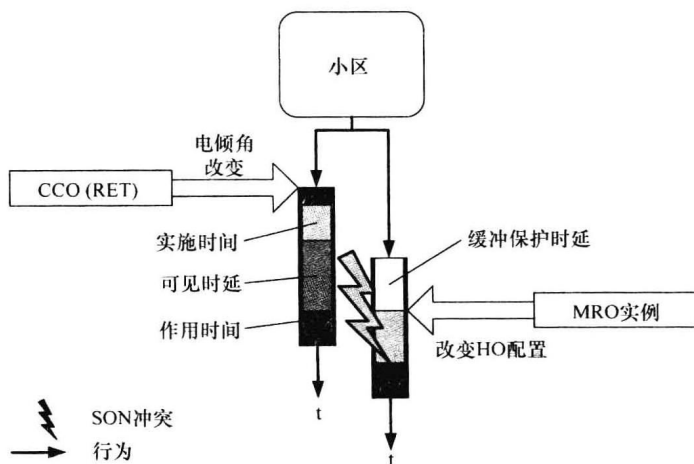 小区
电倾角
改变
CCO (RET)
实施时间
缓冲保护时延
可见时延
MRO实例
作用时间
改变HO配置
t
SON冲突
行为
t